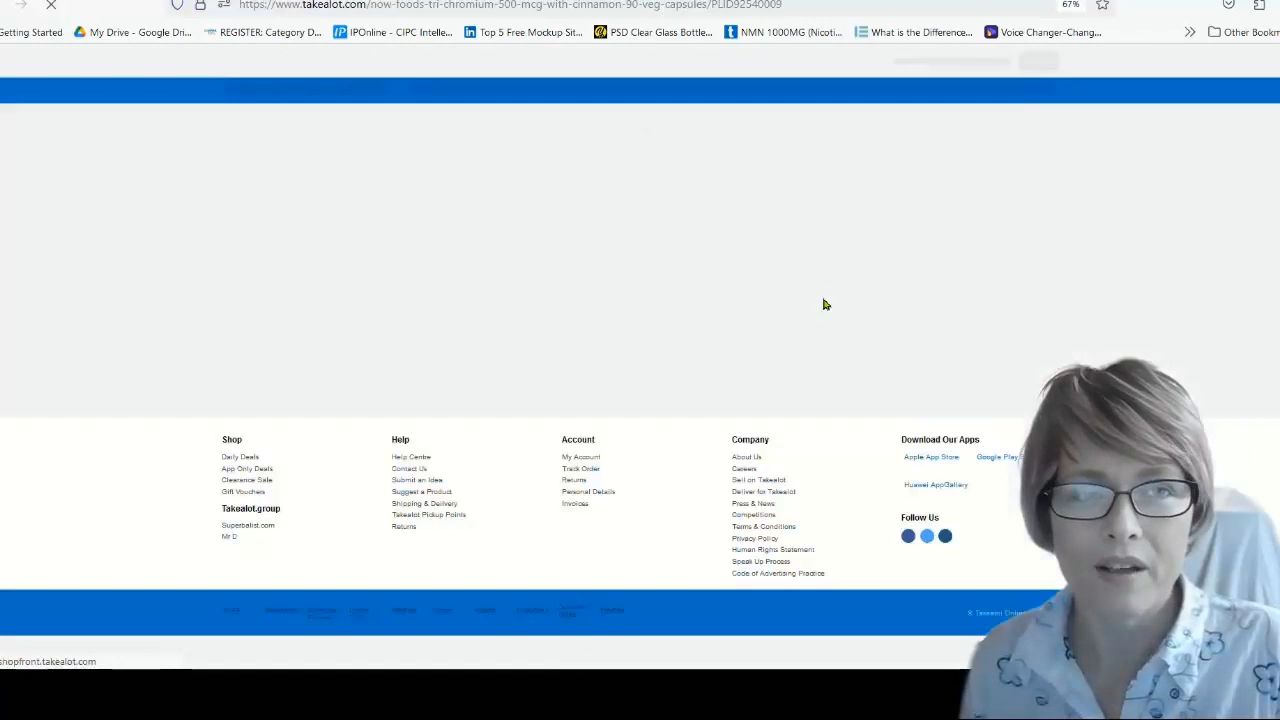 https://www.takealot.com/now-foods-tri-chromium-500-mcg-with-cinnamon-90-veg-capsules/PLID92540009
67%
Getting Started
My Drive - Google Dri...
REGISTER: Category D...
IPOnline - CIPC Intelle...
Top 5 Free Mockup Sit...
PSD Clear Glass Bottle...
NMN 1000MG (Nicoti...
What is the Difference...
Voice Changer-Chang...
Other Bookm
Shop
Daily Deals
App Only Deals
Clearance Sale
Gift Vouchers
Takealot.group
Superbalist.com
Mr D
Help
Help Centre
Contact Us
Submit an Idea
Suggest a Product
Shipping & Delivery
Takealot Pickup Points
Returns
Account
My Account
Track Order
Returns
Personal Details
Invoices
Company
About Us
Careers
Sell on Takealot
Deliver for Takealot
Press & News
Competitions
Terms & Conditions
Privacy Policy
Human Rights Statement
Speak Up Process
Code of Advertising Practice
Download Our Apps
Apple App Store
Google Play
Huawei AppGallery
Follow Us
© Takealot Onlin
shopfront.takealot.com